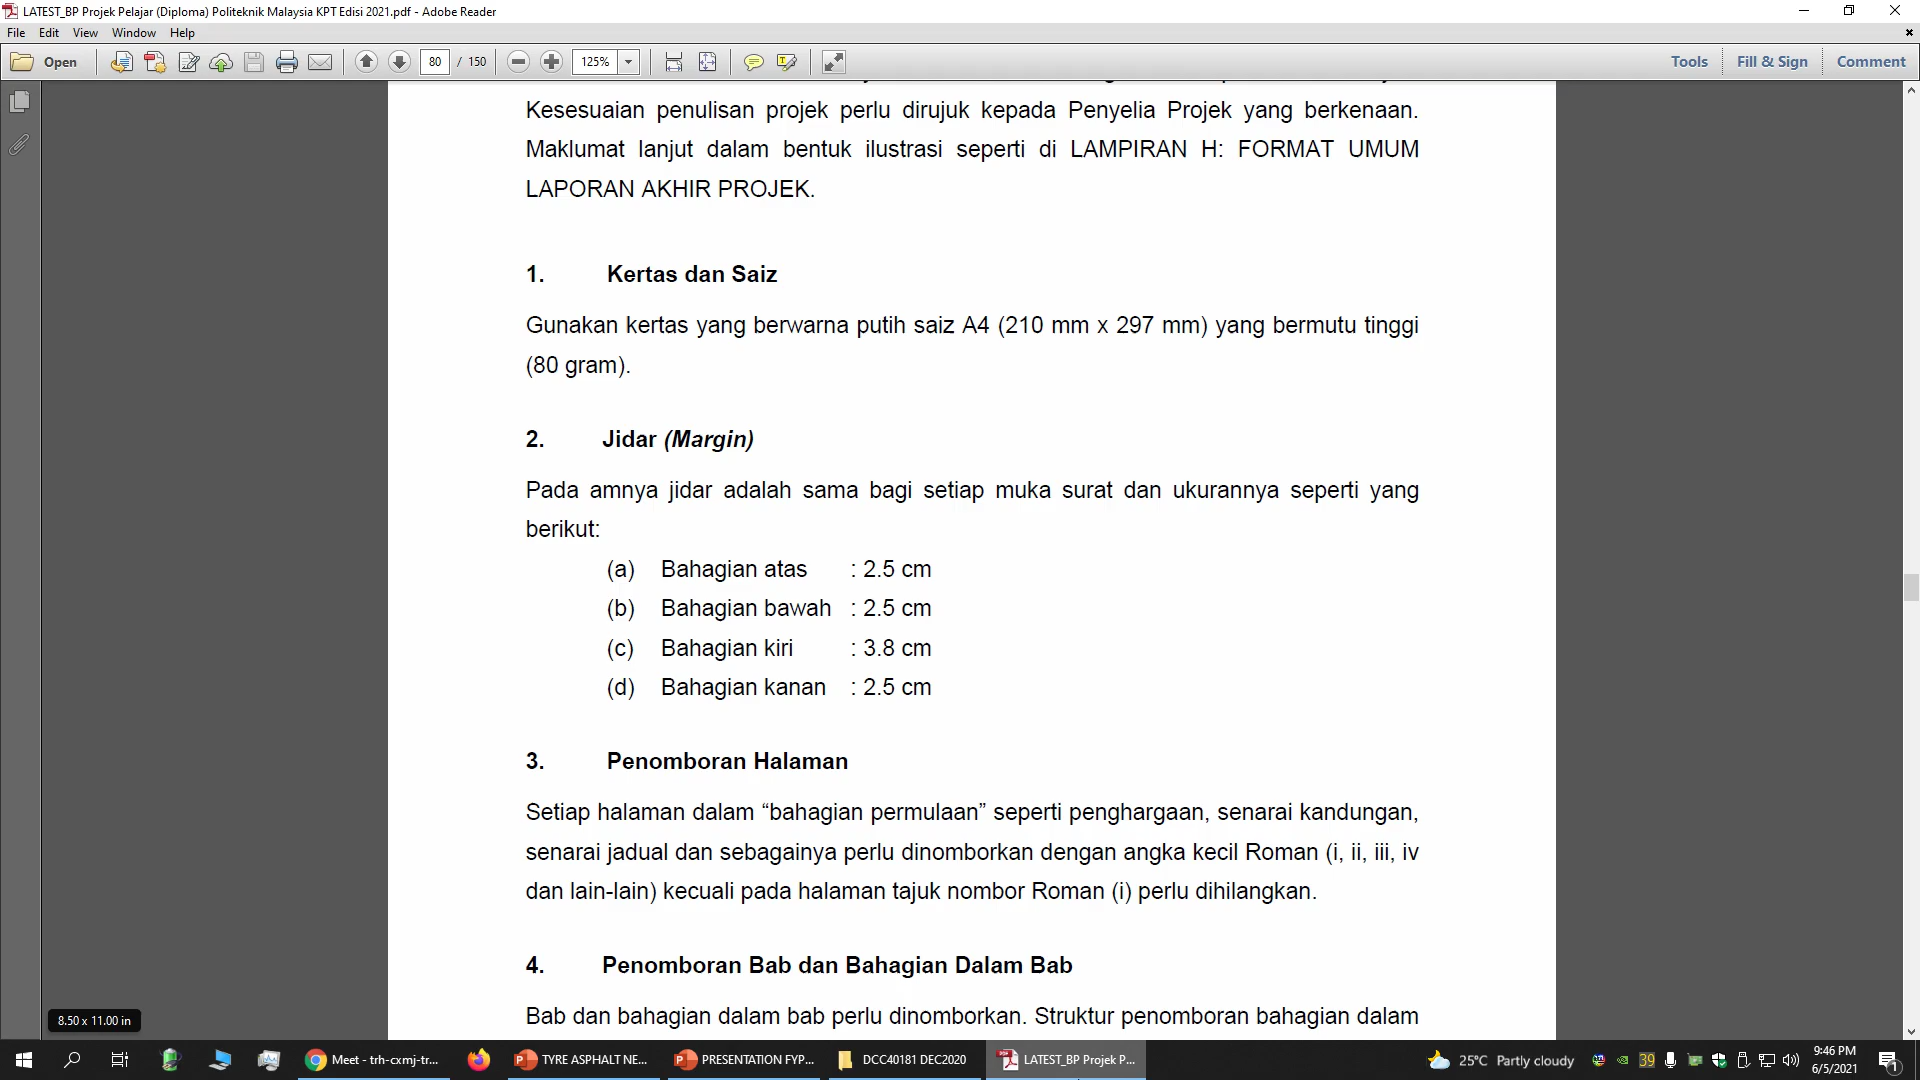 LATEST_BP Projek Pelajar (Diploma) Politeknik Malaysia KPT Edisi 2021.pdf - Adobe Reader
File Edit View Window Help
Open 80 / 150 125% Tools Fill & Sign Comment
Kesesuaian penulisan projek perlu dirujuk kepada Penyelia Projek yang berkenaan.
Maklumat lanjut dalam bentuk ilustrasi seperti di LAMPIRAN H: FORMAT UMUM
LAPORAN AKHIR PROJEK.
1. Kertas dan Saiz
Gunakan kertas yang berwarna putih saiz A4 (210 mm x 297 mm) yang bermutu tinggi
(80 gram).
2. Jidar (Margin)
Pada amnya jidar adalah sama bagi setiap muka surat dan ukurannya seperti yang
berikut:
(a) Bahagian atas : 2.5 cm
(b) Bahagian bawah : 2.5 cm
(c) Bahagian kiri : 3.8 cm
(d) Bahagian kanan : 2.5 cm
3. Penomboran Halaman
Setiap halaman dalam “bahagian permulaan” seperti penghargaan, senarai kandungan,
senarai jadual dan sebagainya perlu dinomborkan dengan angka kecil Roman (i, ii, iii, iv
dan lain-lain) kecuali pada halaman tajuk nombor Roman (i) perlu dihilangkan.
4. Penomboran Bab dan Bahagian Dalam Bab
Bab dan bahagian dalam bab perlu dinomborkan. Struktur penomboran bahagian dalam
8.50 x 11.00 in
Meet - trh-cxmj-tr... TYRE ASPHALT NE... PRESENTATION FYP... DCC40181 DEC2020 LATEST_BP Projek P... 25°C Partly cloudy 39 9:46 PM
6/5/2021 1